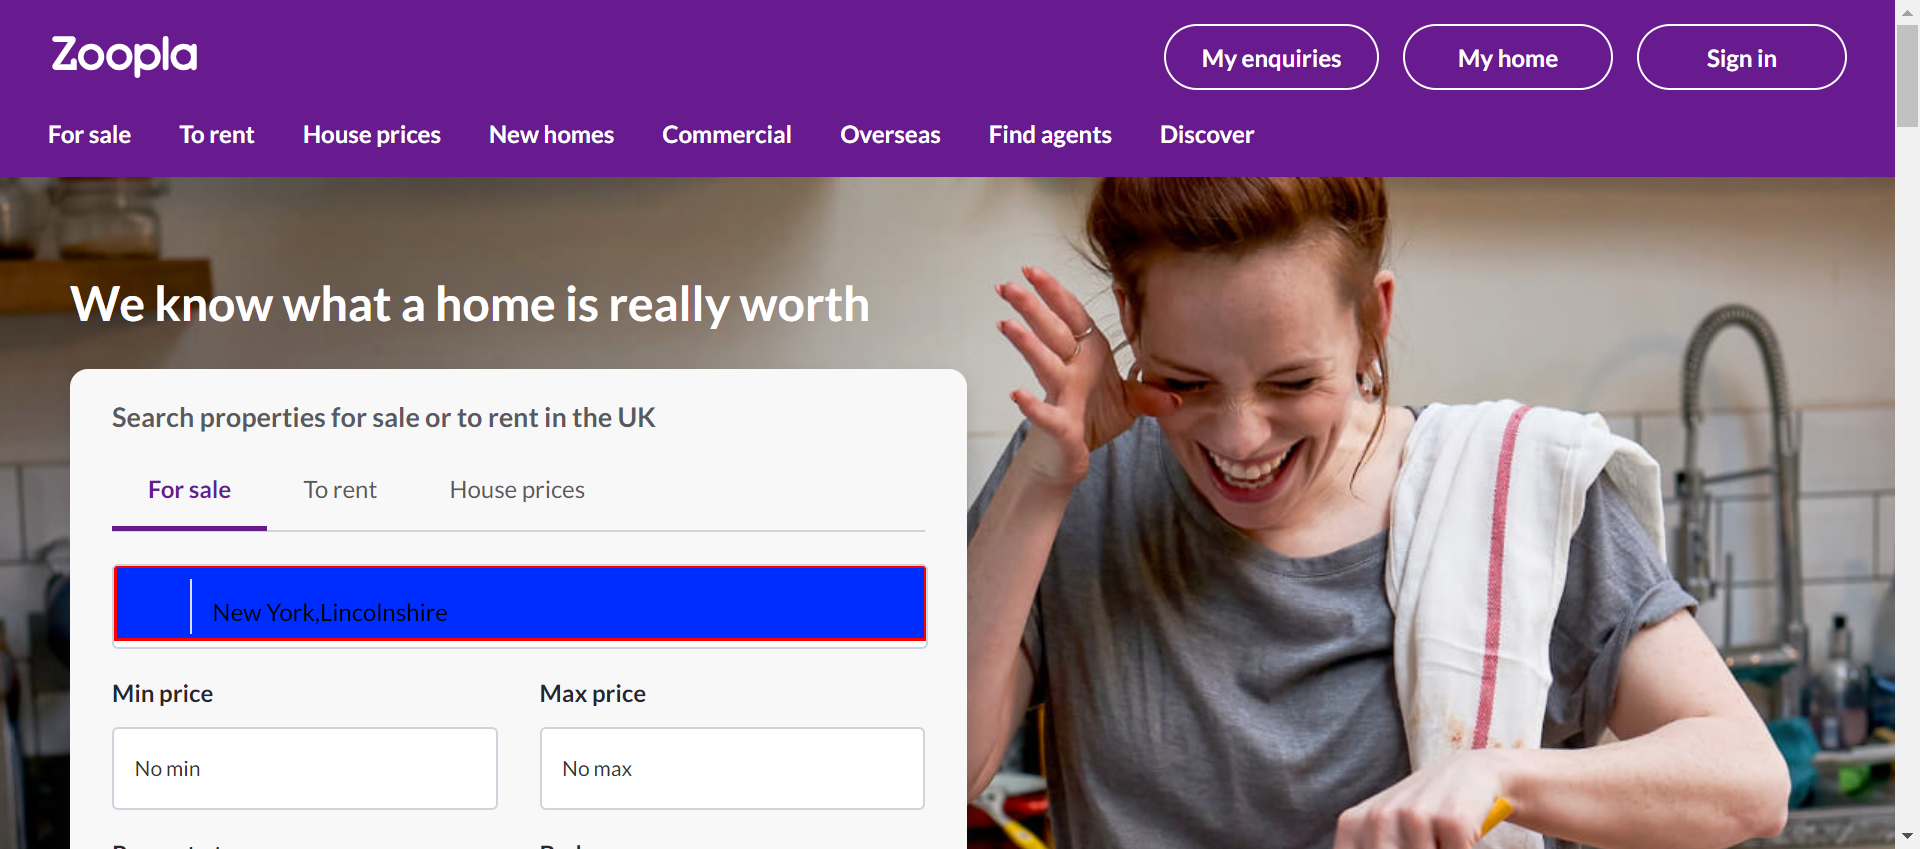 Zoopla
My enquiries
My home
Sign in
For sale
To rent
House prices
New homes
Commercial
Overseas
Find agents
Discover
We know what a home is really worth
Search properties for sale or to rent in the UK
For sale
To rent
House prices
New York,Lincolnshire
Min price
Max price
No min
No max